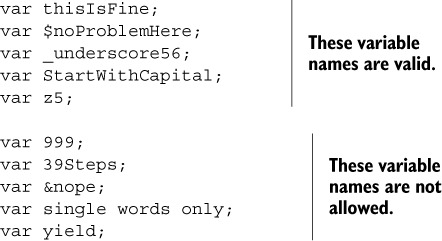 var thisIsFine;
var $noProblemHere;
var _underscore56;
var StartWithCapital;
var z5;
These variable
names are valid.
var 999;
var 39Steps;
var &nope;
var single words only;
var yield;
These variable
names are not
allowed.